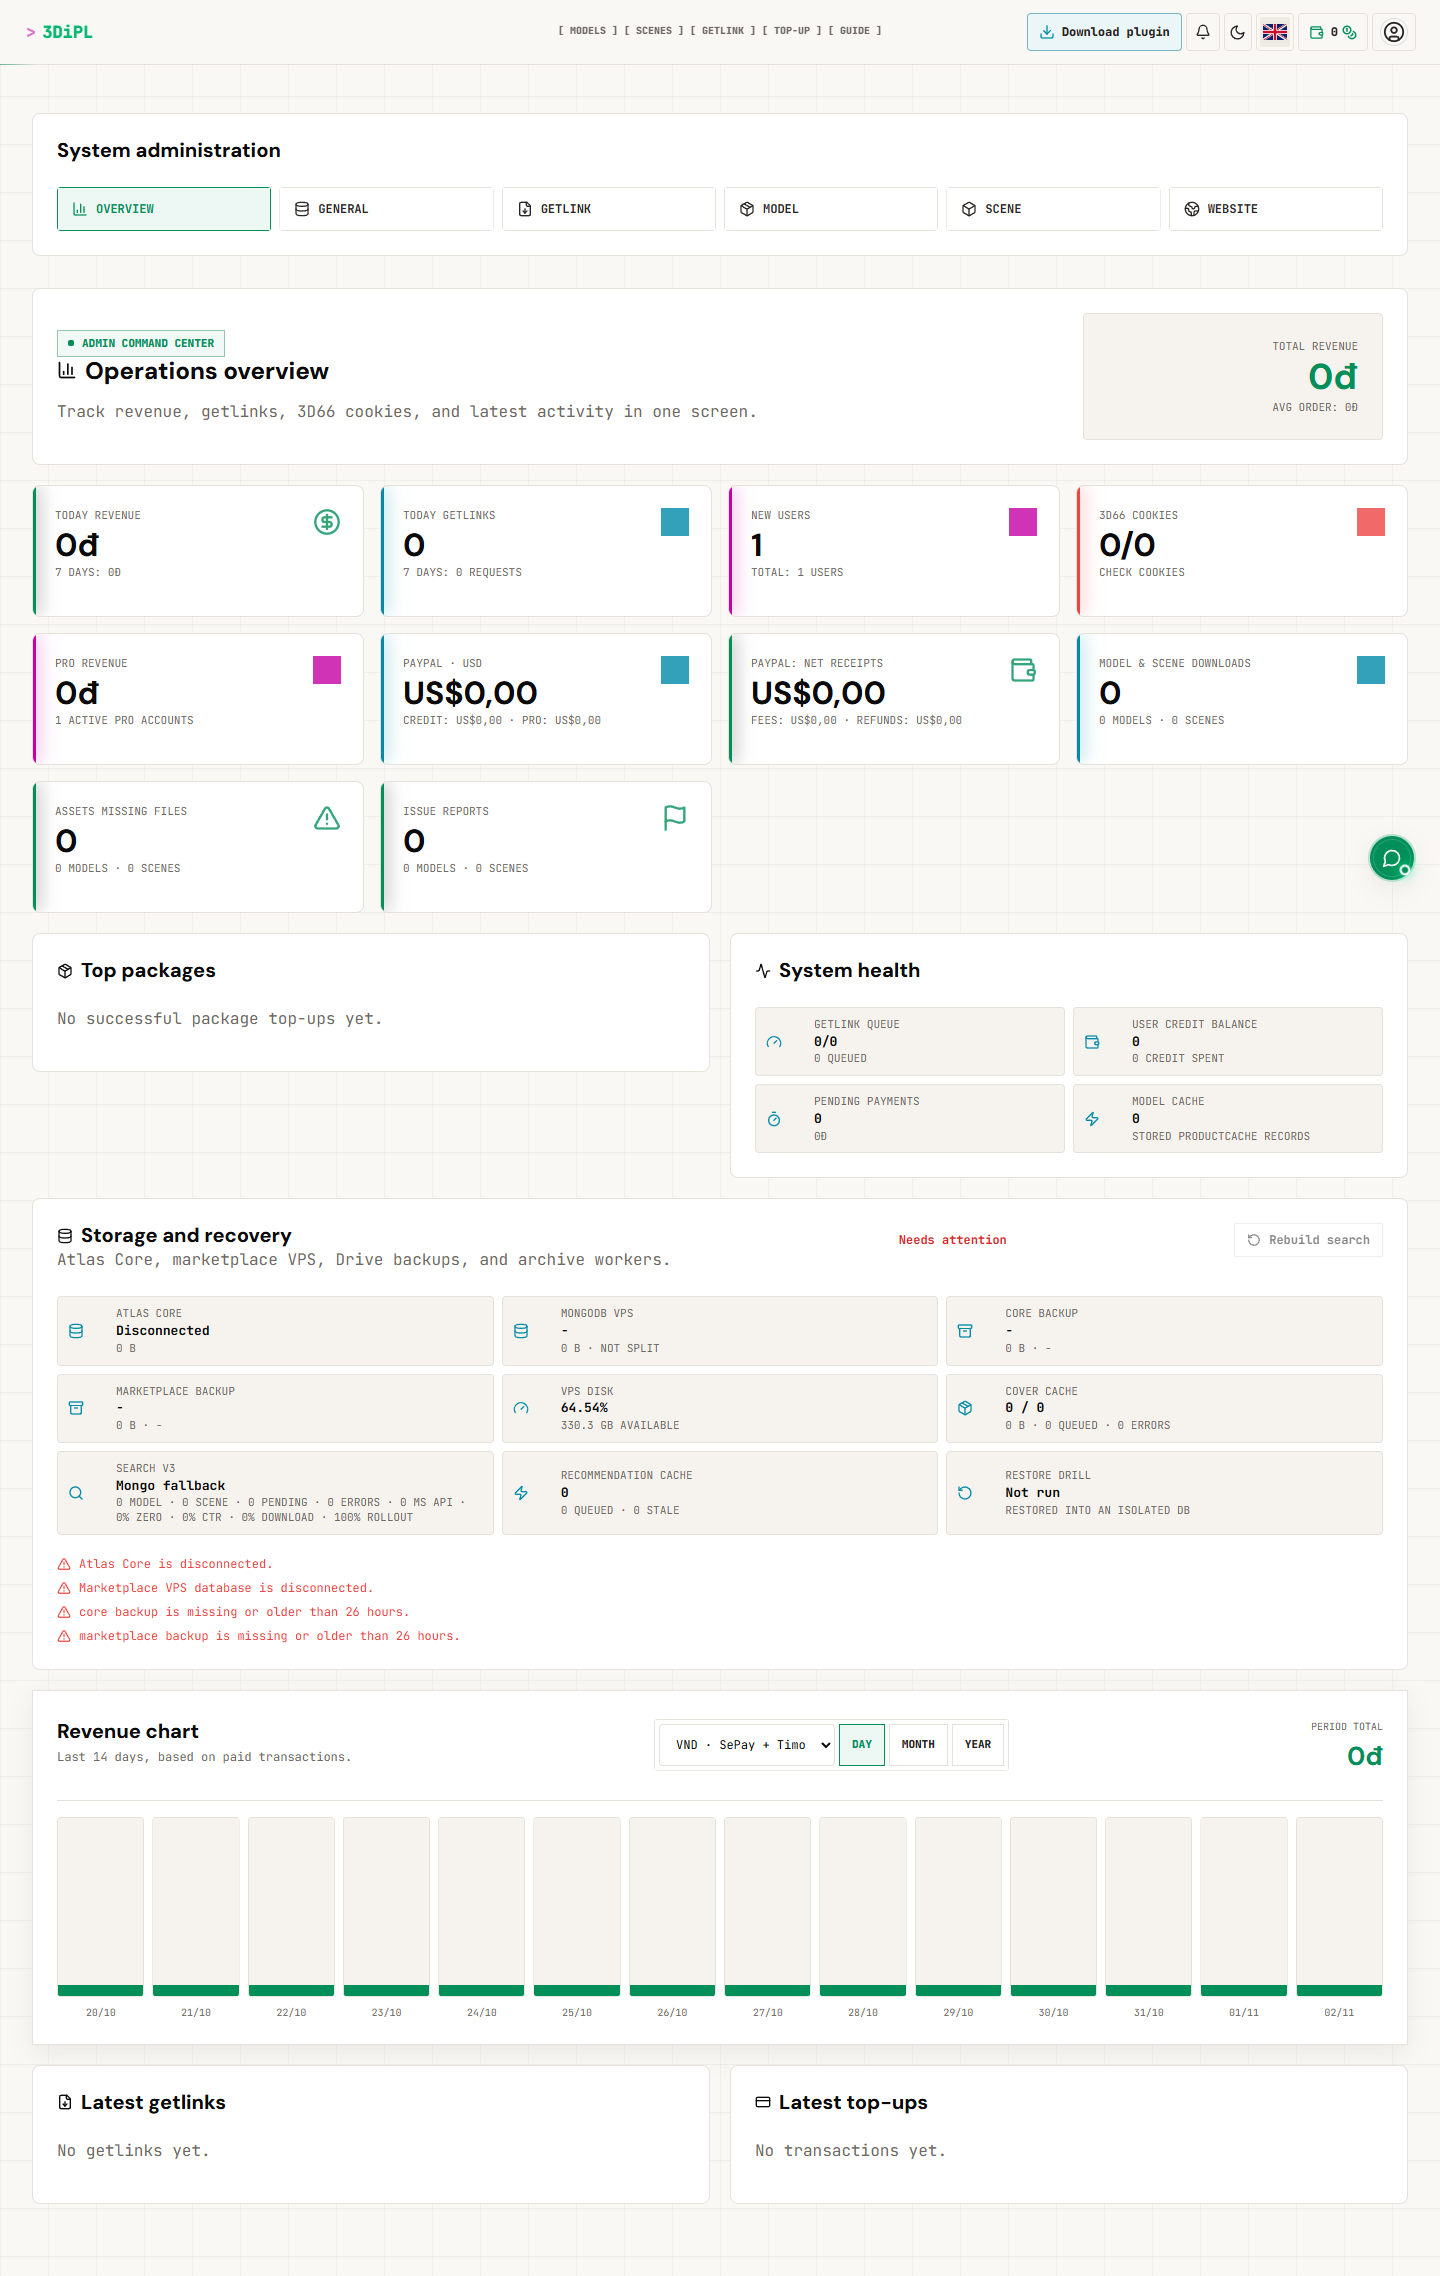 > 3DiPL
[ MODELS ] [ SCENES ] [ GETLINK ] [ TOP-UP ] [ GUIDE ]
Download plugin
0
System administration
OVERVIEW
GENERAL
GETLINK
MODEL
SCENE
WEBSITE
ADMIN COMMAND CENTER
Operations overview
Track revenue, getlinks, 3D66 cookies, and latest activity in one screen.
TOTAL REVENUE
0đ
AVG ORDER: 0Đ
TODAY REVENUE
0đ
7 DAYS: 0Đ
TODAY GETLINKS
0
7 DAYS: 0 REQUESTS
NEW USERS
1
TOTAL: 1 USERS
3D66 COOKIES
0/0
CHECK COOKIES
PRO REVENUE
0đ
1 ACTIVE PRO ACCOUNTS
PAYPAL · USD
US$0,00
CREDIT: US$0,00 · PRO: US$0,00
PAYPAL: NET RECEIPTS
US$0,00
FEES: US$0,00 · REFUNDS: US$0,00
MODEL & SCENE DOWNLOADS
0
0 MODELS · 0 SCENES
ASSETS MISSING FILES
0
0 MODELS · 0 SCENES
ISSUE REPORTS
0
0 MODELS · 0 SCENES
Top packages
No successful package top-ups yet.
System health
GETLINK QUEUE
0/0
0 QUEUED
USER CREDIT BALANCE
0
0 CREDIT SPENT
PENDING PAYMENTS
0
0Đ
MODEL CACHE
0
STORED PRODUCTCACHE RECORDS
Storage and recovery
Atlas Core, marketplace VPS, Drive backups, and archive workers.
Needs attention
Rebuild search
ATLAS CORE
Disconnected
0 B
MONGODB VPS
-
0 B · NOT SPLIT
CORE BACKUP
-
0 B · -
MARKETPLACE BACKUP
-
0 B · -
VPS DISK
64.54%
330.3 GB AVAILABLE
COVER CACHE
0 / 0
0 B · 0 QUEUED · 0 ERRORS
SEARCH V3
Mongo fallback
0 MODEL · 0 SCENE · 0 PENDING · 0 ERRORS · 0 MS API ·
0% ZERO · 0% CTR · 0% DOWNLOAD · 100% ROLLOUT
RECOMMENDATION CACHE
0
0 QUEUED · 0 STALE
RESTORE DRILL
Not run
RESTORED INTO AN ISOLATED DB
Atlas Core is disconnected.
Marketplace VPS database is disconnected.
core backup is missing or older than 26 hours.
marketplace backup is missing or older than 26 hours.
Revenue chart
Last 14 days, based on paid transactions.
VND · SePay + Timo
DAY
MONTH
YEAR
PERIOD TOTAL
0đ
20/10
21/10
22/10
23/10
24/10
25/10
26/10
27/10
28/10
29/10
30/10
31/10
01/11
02/11
Latest getlinks
No getlinks yet.
Latest top-ups
No transactions yet.